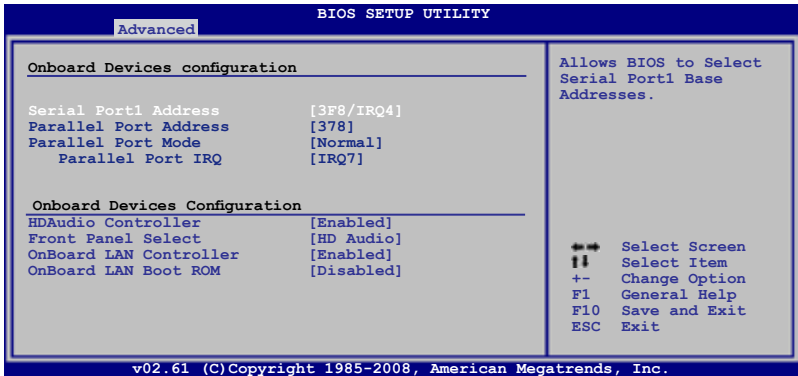 BIOS SETUP UTILITY
Advanced
Onboard Devices configuration
Serial Port1 Address [3F8/IRQ4]
Parallel Port Address [378]
Parallel Port Mode [Normal]
Parallel Port IRQ [IRQ7]
Onboard Devices Configuration
HDAudio Controller [Enabled]
Front Panel Select [HD Audio]
OnBoard LAN Controller [Enabled]
OnBoard LAN Boot ROM [Disabled]
Allows BIOS to Select
Serial Port1 Base
Addresses.
Select Screen
Select Item
+- Change Option
F1 General Help
F10 Save and Exit
ESC Exit
v02.61 (C)Copyright 1985-2008, American Megatrends, Inc.